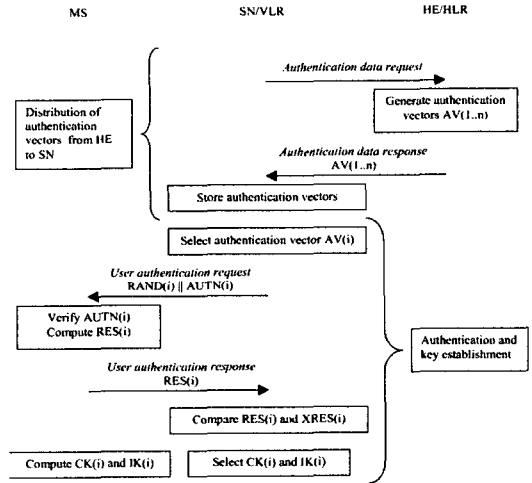 MS SN/VLR HE/HLR
Authentication data request
Distribution of
authentication
vectors from HE
to SN
Generate authentication
vectors AV(1..n)
Authentication data response
AV(1..n)
Store authentication vectors
Select authentication vector AV(i)
User authentication request
RAND(i) || AUTN(i)
Verify AUTN(i)
Compute RES(i)
Authentication and
key establishment
User authentication response
RES(i)
Compare RES(i) and XRES(i)
Compute CK(i) and IK(i)
Select CK(i) and IK(i)